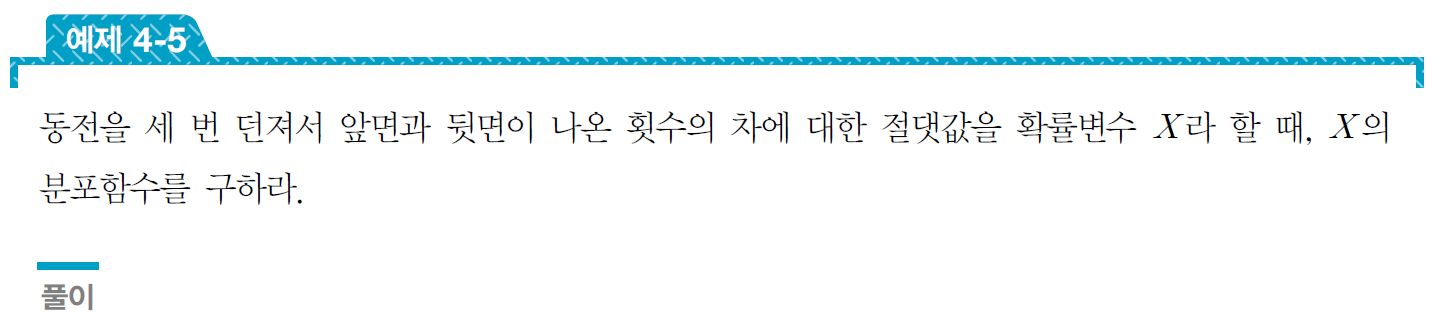 예제 4-5
동전을 세 번 던져서 앞면과 뒷면이 나온 횟수의 차에 대한 절댓값을 확률변수 X라 할 때, X의
분포함수를 구하라.
풀이